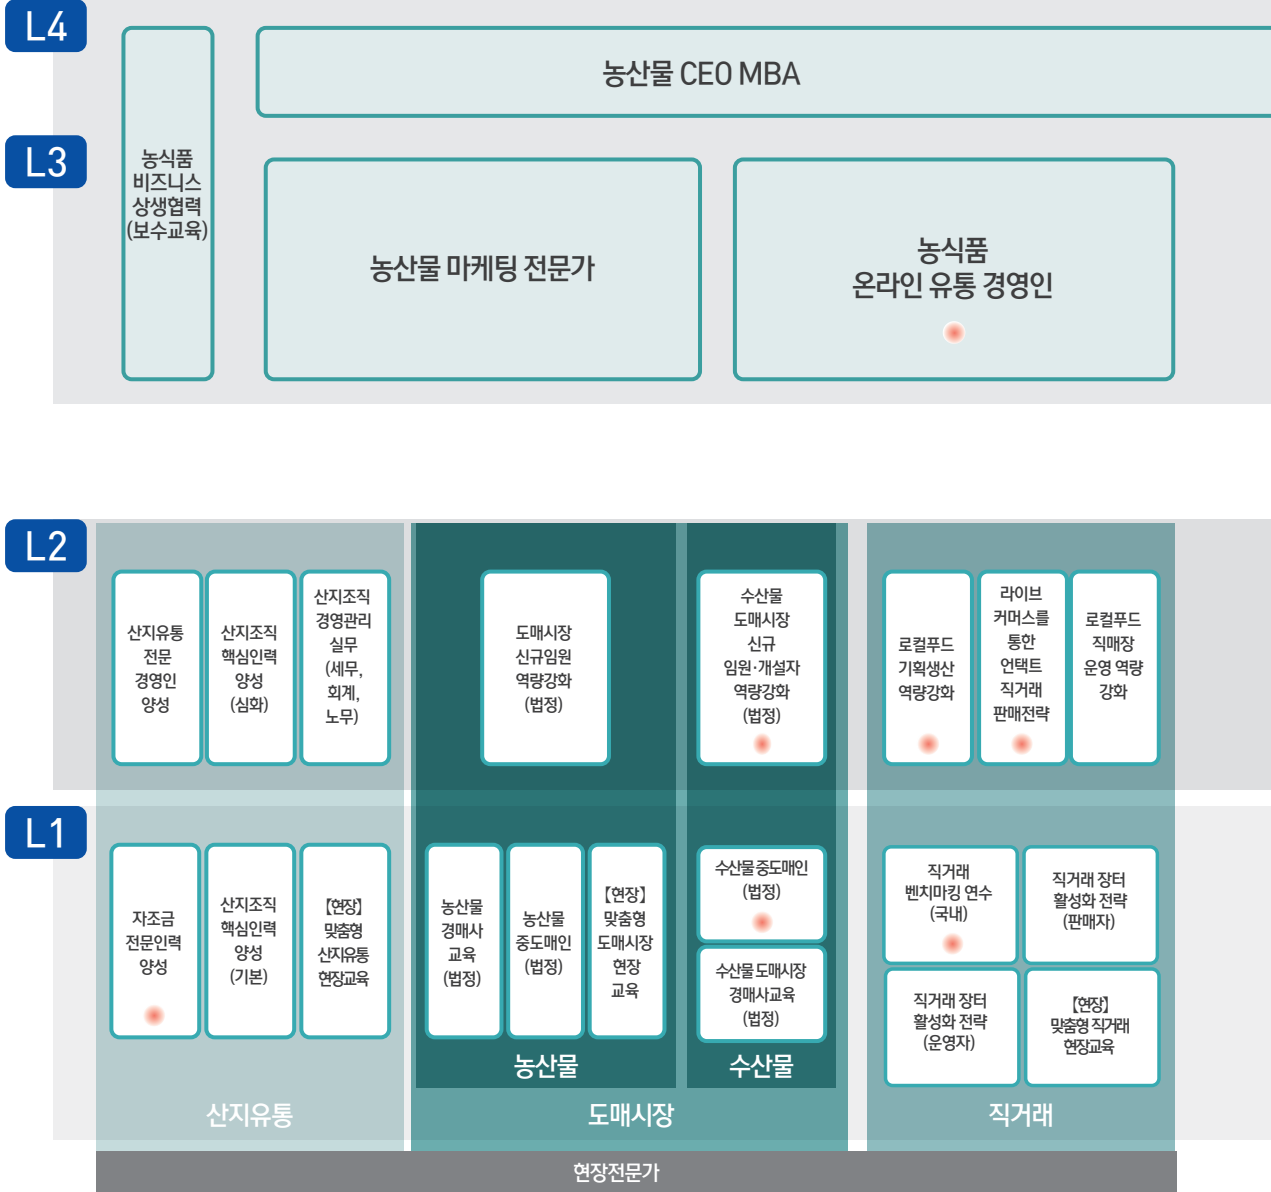 L4
농산물 CEO MBA
L3
농식품
비즈니스
상생협력
(보수교육)
농산물 마케팅 전문가
농식품
온라인 유통 경영인
L2
산지유통
전문
경영인
양성
산지조직
핵심인력
양성
(심화)
산지조직
경영관리
실무
(세무,
회계,
노무)
도매시장
신규임원
역량강화
(법정)
수산물
도매시장
신규
임원·개설자
역량강화
(법정)
로컬푸드
기획생산
역량강화
라이브
커머스를
통한
언택트
직거래
판매전략
로컬푸드
직매장
운영 역량
강화
L1
자조금
전문인력
양성
산지조직
핵심인력
양성
(기본)
【현장】
맞춤형
산지유통
현장교육
농산물
경매사
교육
(법정)
농산물
중도매인
(법정)
【현장】
맞춤형
도매시장
현장
교육
수산물 중도매인
(법정)
수산물 도매시장
경매사교육
(법정)
직거래
벤치마킹 연수
(국내)
직거래 장터
활성화 전략
(판매자)
직거래 장터
활성화 전략
(운영자)
【현장】
맞춤형 직거래
현장교육
농산물
수산물
산지유통
도매시장
직거래
현장전문가